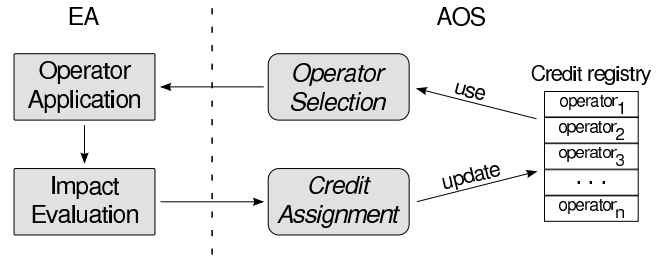 EA
AOS
Operator
Application
Operator
Selection
use
Credit registry
operator1
operator2
operator3
...
operatorn
Impact
Evaluation
Credit
Assignment
update